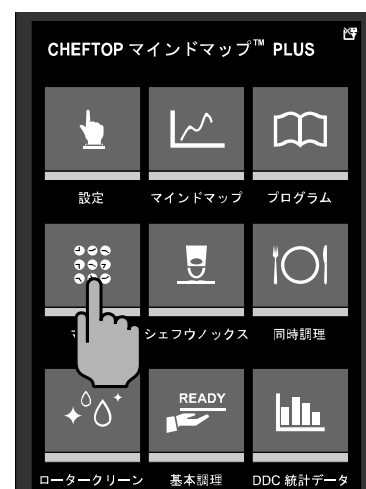 CHEFTOP マインドマップ™ PLUS
設定 マインドマップ プログラム
シェフウノックス 同時調理
READY
ロータークリーン 基本調理 DDC 統計データ